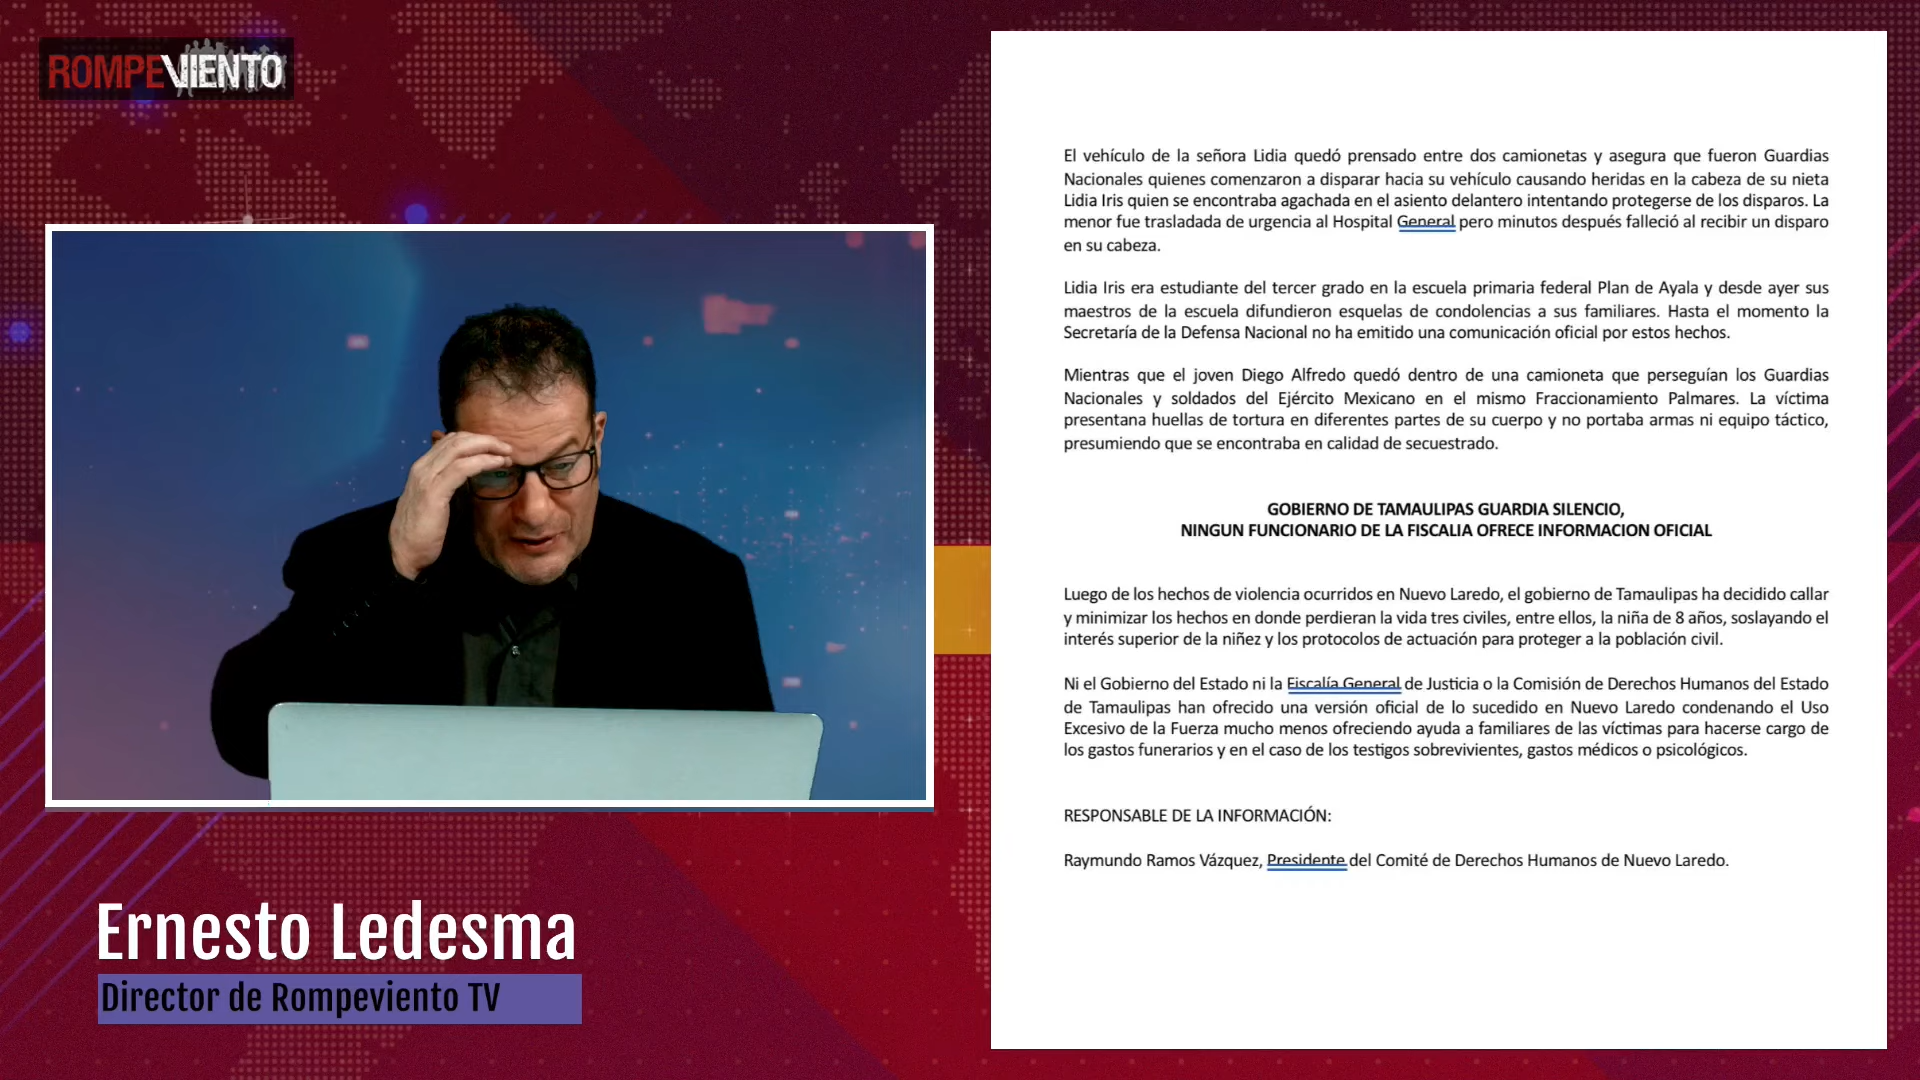 ROMPEVIENTO
El vehículo de la señora Lidia quedó prensado entre dos camionetas y asegura que fueron Guardias
Nacionales quienes comenzaron a disparar hacia su vehículo causando heridas en la cabeza de su nieta
Lidia Iris quien se encontraba agachada en el asiento delantero intentando protegerse de los disparos. La
menor fue trasladada de urgencia al Hospital General pero minutos después falleció al recibir un disparo
en su cabeza.
Lidia Iris era estudiante del tercer grado en la escuela primaria federal Plan de Ayala y desde ayer sus
maestros de la escuela difundieron esquelas de condolencias a sus familiares. Hasta el momento la
Secretaría de la Defensa Nacional no ha emitido una comunicación oficial por estos hechos.
Mientras que el joven Diego Alfredo quedó dentro de una camioneta que perseguían los Guardias
Nacionales y soldados del Ejército Mexicano en el mismo Fraccionamiento Palmares. La víctima
presentana huellas de tortura en diferentes partes de su cuerpo y no portaba armas ni equipo táctico,
presumiendo que se encontraba en calidad de secuestrado.
GOBIERNO DE TAMAULIPAS GUARDIA SILENCIO,
NINGUN FUNCIONARIO DE LA FISCALIA OFRECE INFORMACION OFICIAL
Luego de los hechos de violencia ocurridos en Nuevo Laredo, el gobierno de Tamaulipas ha decidido callar
y minimizar los hechos en donde perdieran la vida tres civiles, entre ellos, la niña de 8 años, soslayando el
interés superior de la niñez y los protocolos de actuación para proteger a la población civil.
Ni el Gobierno del Estado ni la Fiscalía General de Justicia o la Comisión de Derechos Humanos del Estado
de Tamaulipas han ofrecido una versión oficial de lo sucedido en Nuevo Laredo condenando el Uso
Excesivo de la Fuerza mucho menos ofreciendo ayuda a familiares de las víctimas para hacerse cargo de
los gastos funerarios y en el caso de los testigos sobrevivientes, gastos médicos o psicológicos.
RESPONSABLE DE LA INFORMACIÓN:
Raymundo Ramos Vázquez, Presidente del Comité de Derechos Humanos de Nuevo Laredo.
Ernesto Ledesma
Director de Rompeviento TV